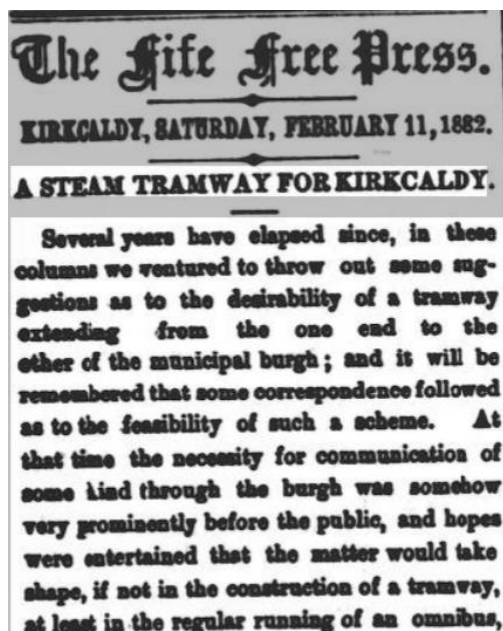 The Fife Free Press.
KIRKCALDY, SATURDAY, FEBRUARY 11, 1882.
A STEAM TRAMWAY FOR KIRKCALDY.
Several years have elapsed since, in these
columns we ventured to throw out some sug-
gestions as to the desirability of a tramway
extending from the one end to the
other of the municipal burgh; and it will be
remembered that some correspondence followed
as to the feasibility of such a scheme. At
that time the necessity for communication of
some kind through the burgh was somehow
very prominently before the public, and hopes
were entertained that the matter would take
shape, if not in the construction of a tramway,
at least in the regular running of an omnibus,